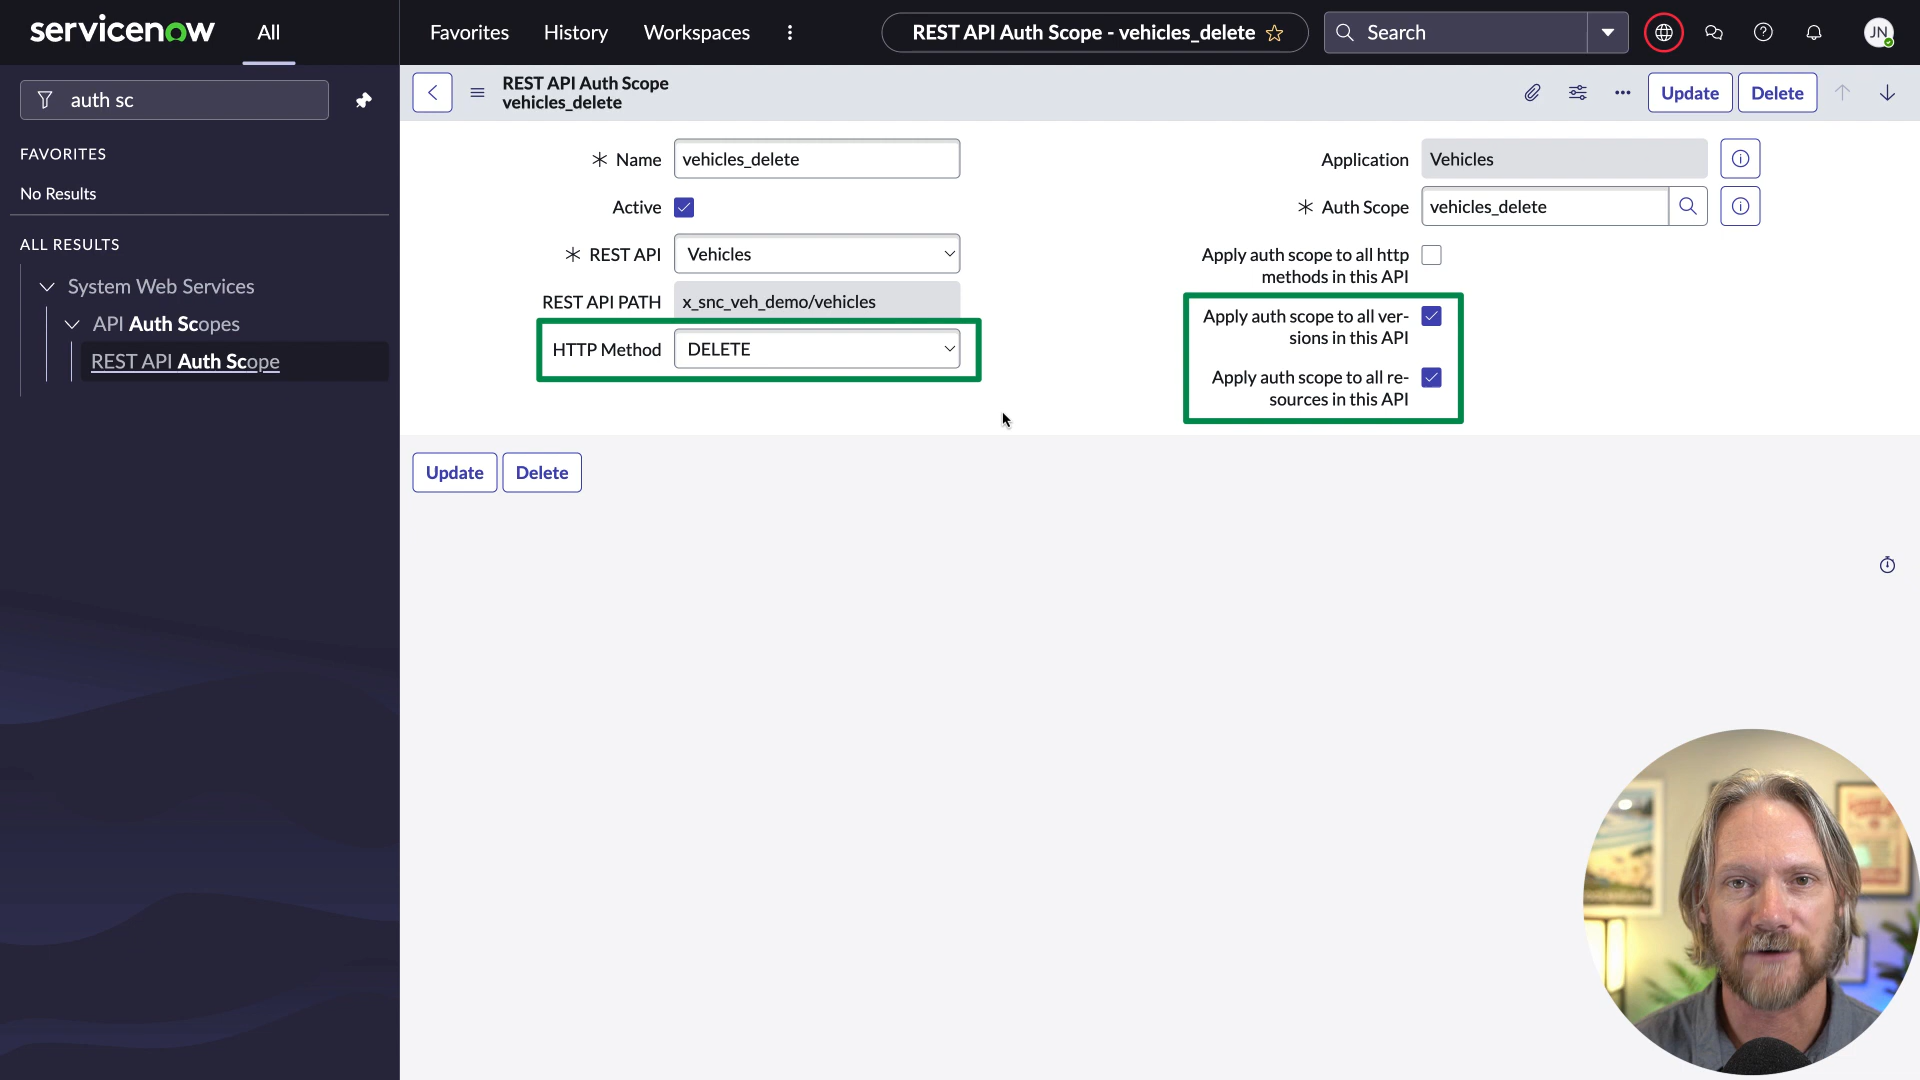 servicenow
All
Favorites
History
Workspaces
REST API Auth Scope - vehicles_delete
Search
JN
auth sc
FAVORITES
No Results
ALL RESULTS
System Web Services
API Auth Scopes
REST API Auth Scope
REST API Auth Scope
vehicles_delete
Update
Delete
Name
vehicles_delete
Active
REST API
Vehicles
REST API PATH
x_snc_veh_demo/vehicles
HTTP Method
DELETE
Application
Vehicles
Auth Scope
vehicles_delete
Apply auth scope to all http
methods in this API
Apply auth scope to all ver-
sions in this API
Apply auth scope to all re-
sources in this API
Update
Delete